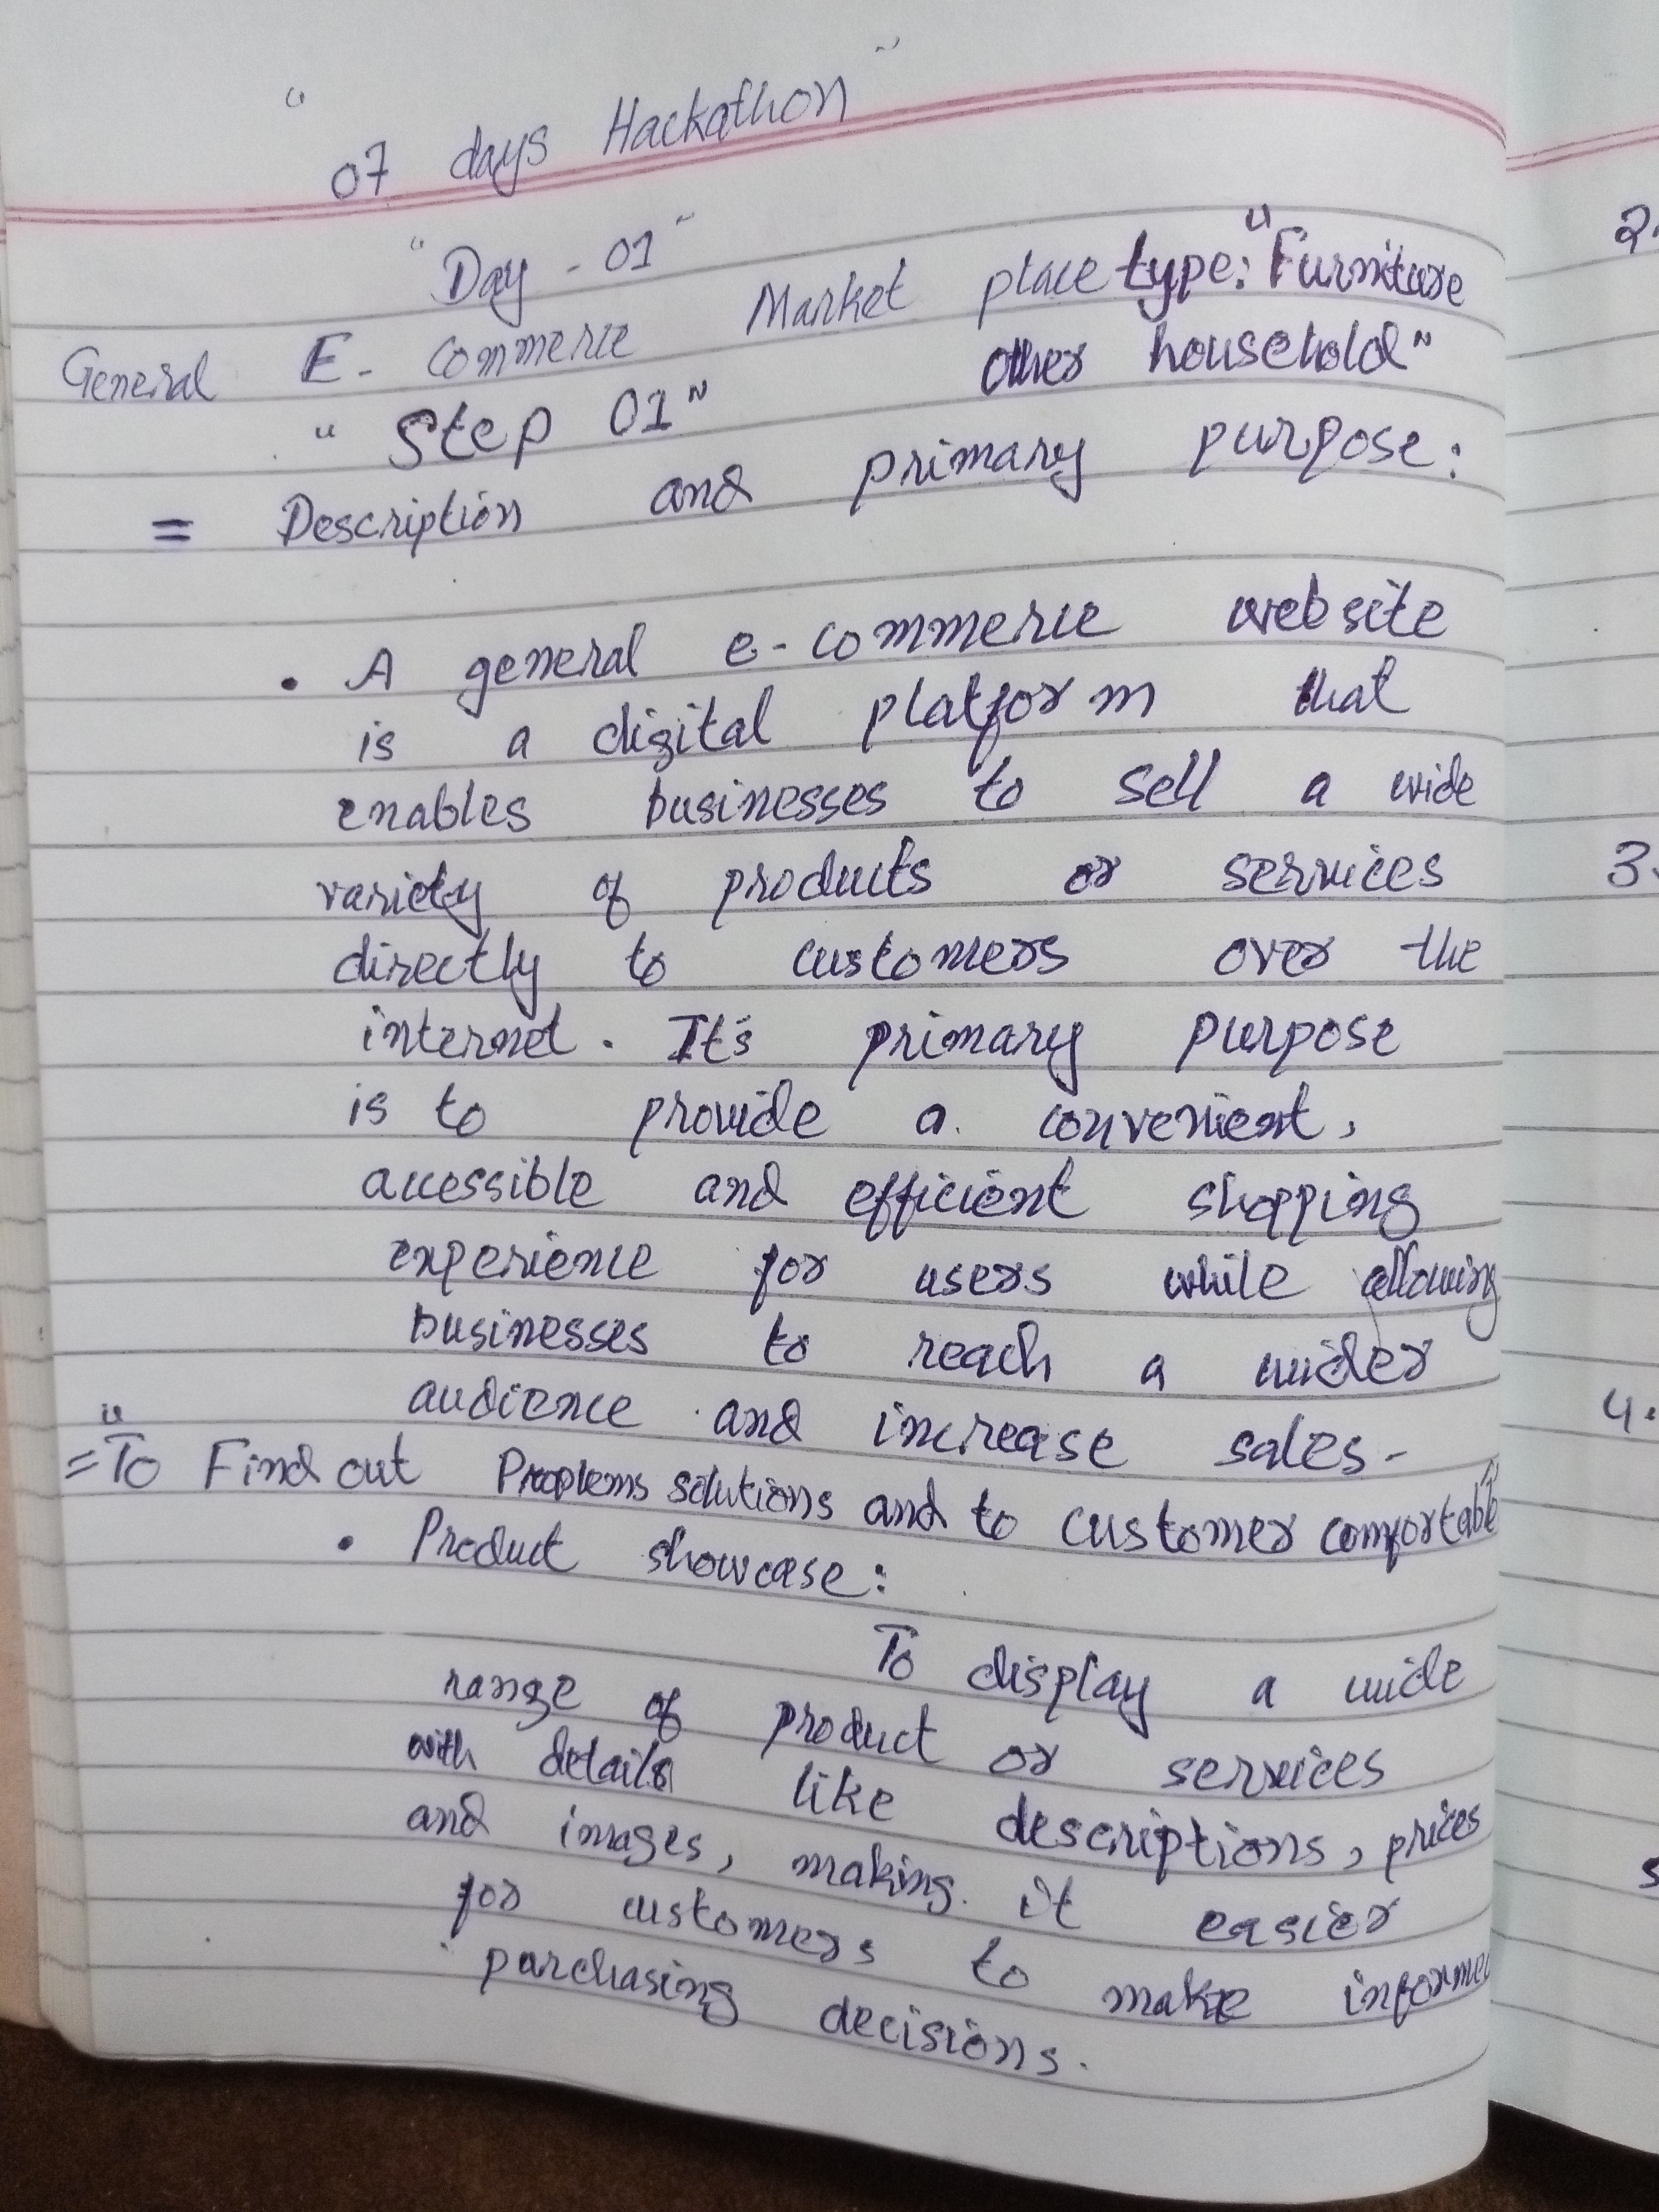 " 07 days Hackathon "
" Day - 01 "
General E- Commerce Market place type: "Furniture
other household"
" Step 01 "
= Description and primary purpose:
• A general e-commerce website
is a digital platform that
enables businesses to sell a wide
variety of products or services
directly to customers over the
internet. It's primary purpose
is to provide a convenient,
accessible and efficient shopping
experience for users while allowing
businesses to reach a wider
audience and increase sales-
= "To Find out Proplems solutions and to customer comfortable"
• Product showcase:
To display a wide
range of product or services
with details like descriptions, prices
and images, making it easier
for customers to make informed
purchasing decisions.
2.
3.
4.
5